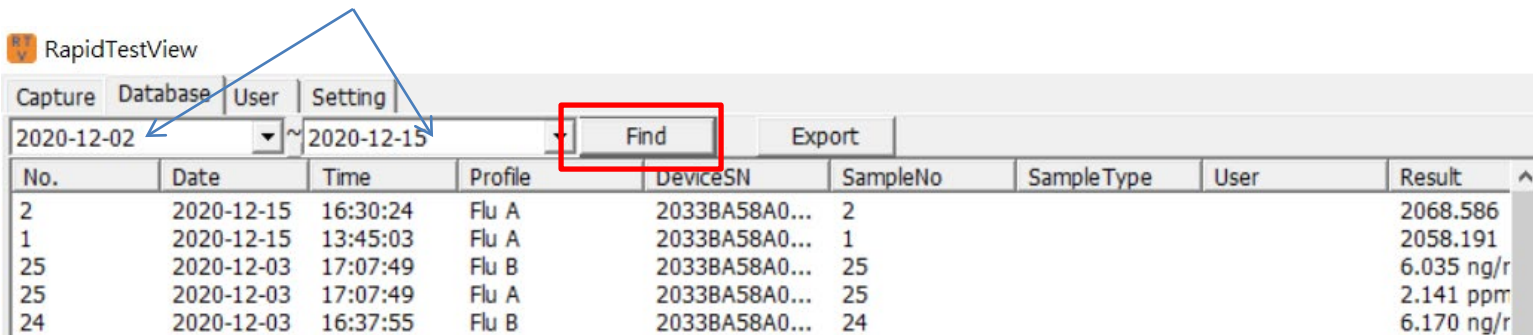 RTV RapidTestView
Capture Database User Setting
2020-12-02 ~ 2020-12-15 Find Export
No. Date Time Profile DeviceSN SampleNo SampleType User Result
2 2020-12-15 16:30:24 Flu A 2033BA58A0... 2 2068.586
1 2020-12-15 13:45:03 Flu A 2033BA58A0... 1 2058.191
25 2020-12-03 17:07:49 Flu B 2033BA58A0... 25 6.035 ng/r
25 2020-12-03 17:07:49 Flu A 2033BA58A0... 25 2.141 ppm
24 2020-12-03 16:37:55 Flu B 2033BA58A0... 24 6.170 ng/r